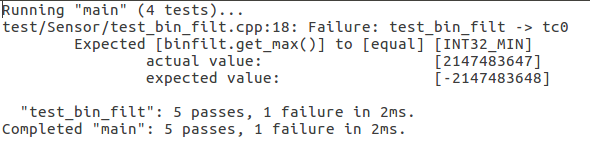 Running "main" (4 tests)...
test/Sensor/test_bin_filt.cpp:18: Failure: test_bin_filt -> tc0
Expected [binfilt.get_max()] to [equal] [INT32_MIN]
actual value: [2147483647]
expected value: [-2147483648]
"test_bin_filt": 5 passes, 1 failure in 2ms.
Completed "main": 5 passes, 1 failure in 2ms.